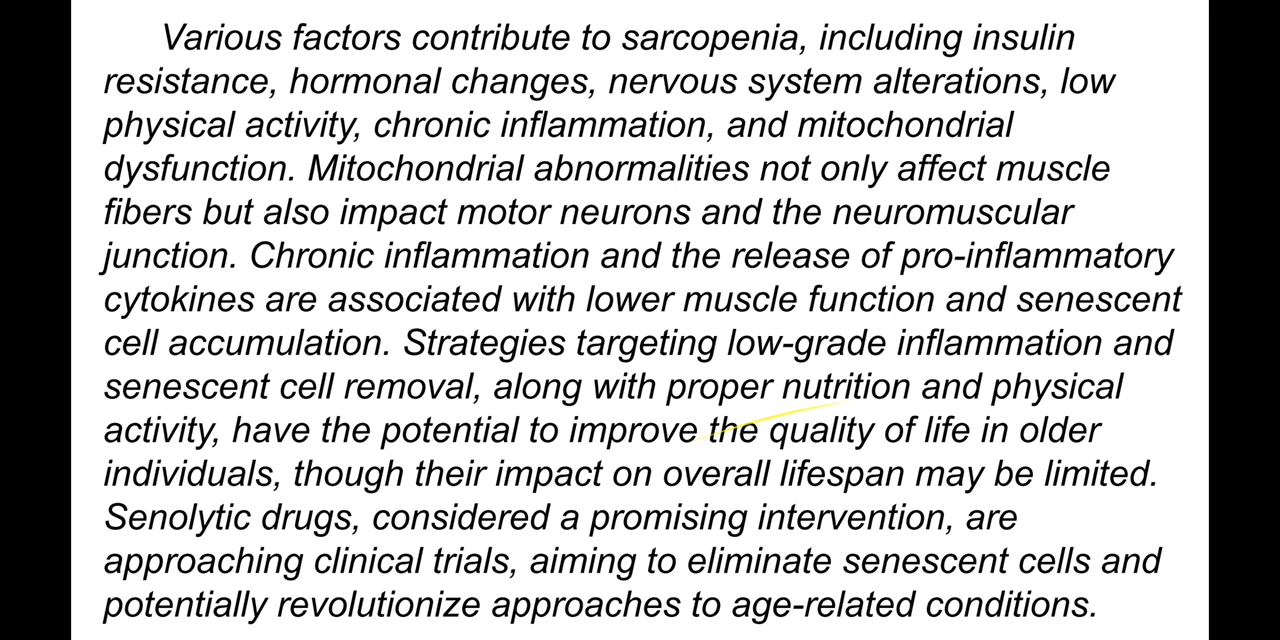 Various factors contribute to sarcopenia, including insulin
resistance, hormonal changes, nervous system alterations, low
physical activity, chronic inflammation, and mitochondrial
dysfunction. Mitochondrial abnormalities not only affect muscle
fibers but also impact motor neurons and the neuromuscular
junction. Chronic inflammation and the release of pro-inflammatory
cytokines are associated with lower muscle function and senescent
cell accumulation. Strategies targeting low-grade inflammation and
senescent cell removal, along with proper nutrition and physical
activity, have the potential to improve the quality of life in older
individuals, though their impact on overall lifespan may be limited.
Senolytic drugs, considered a promising intervention, are
approaching clinical trials, aiming to eliminate senescent cells and
potentially revolutionize approaches to age-related conditions.